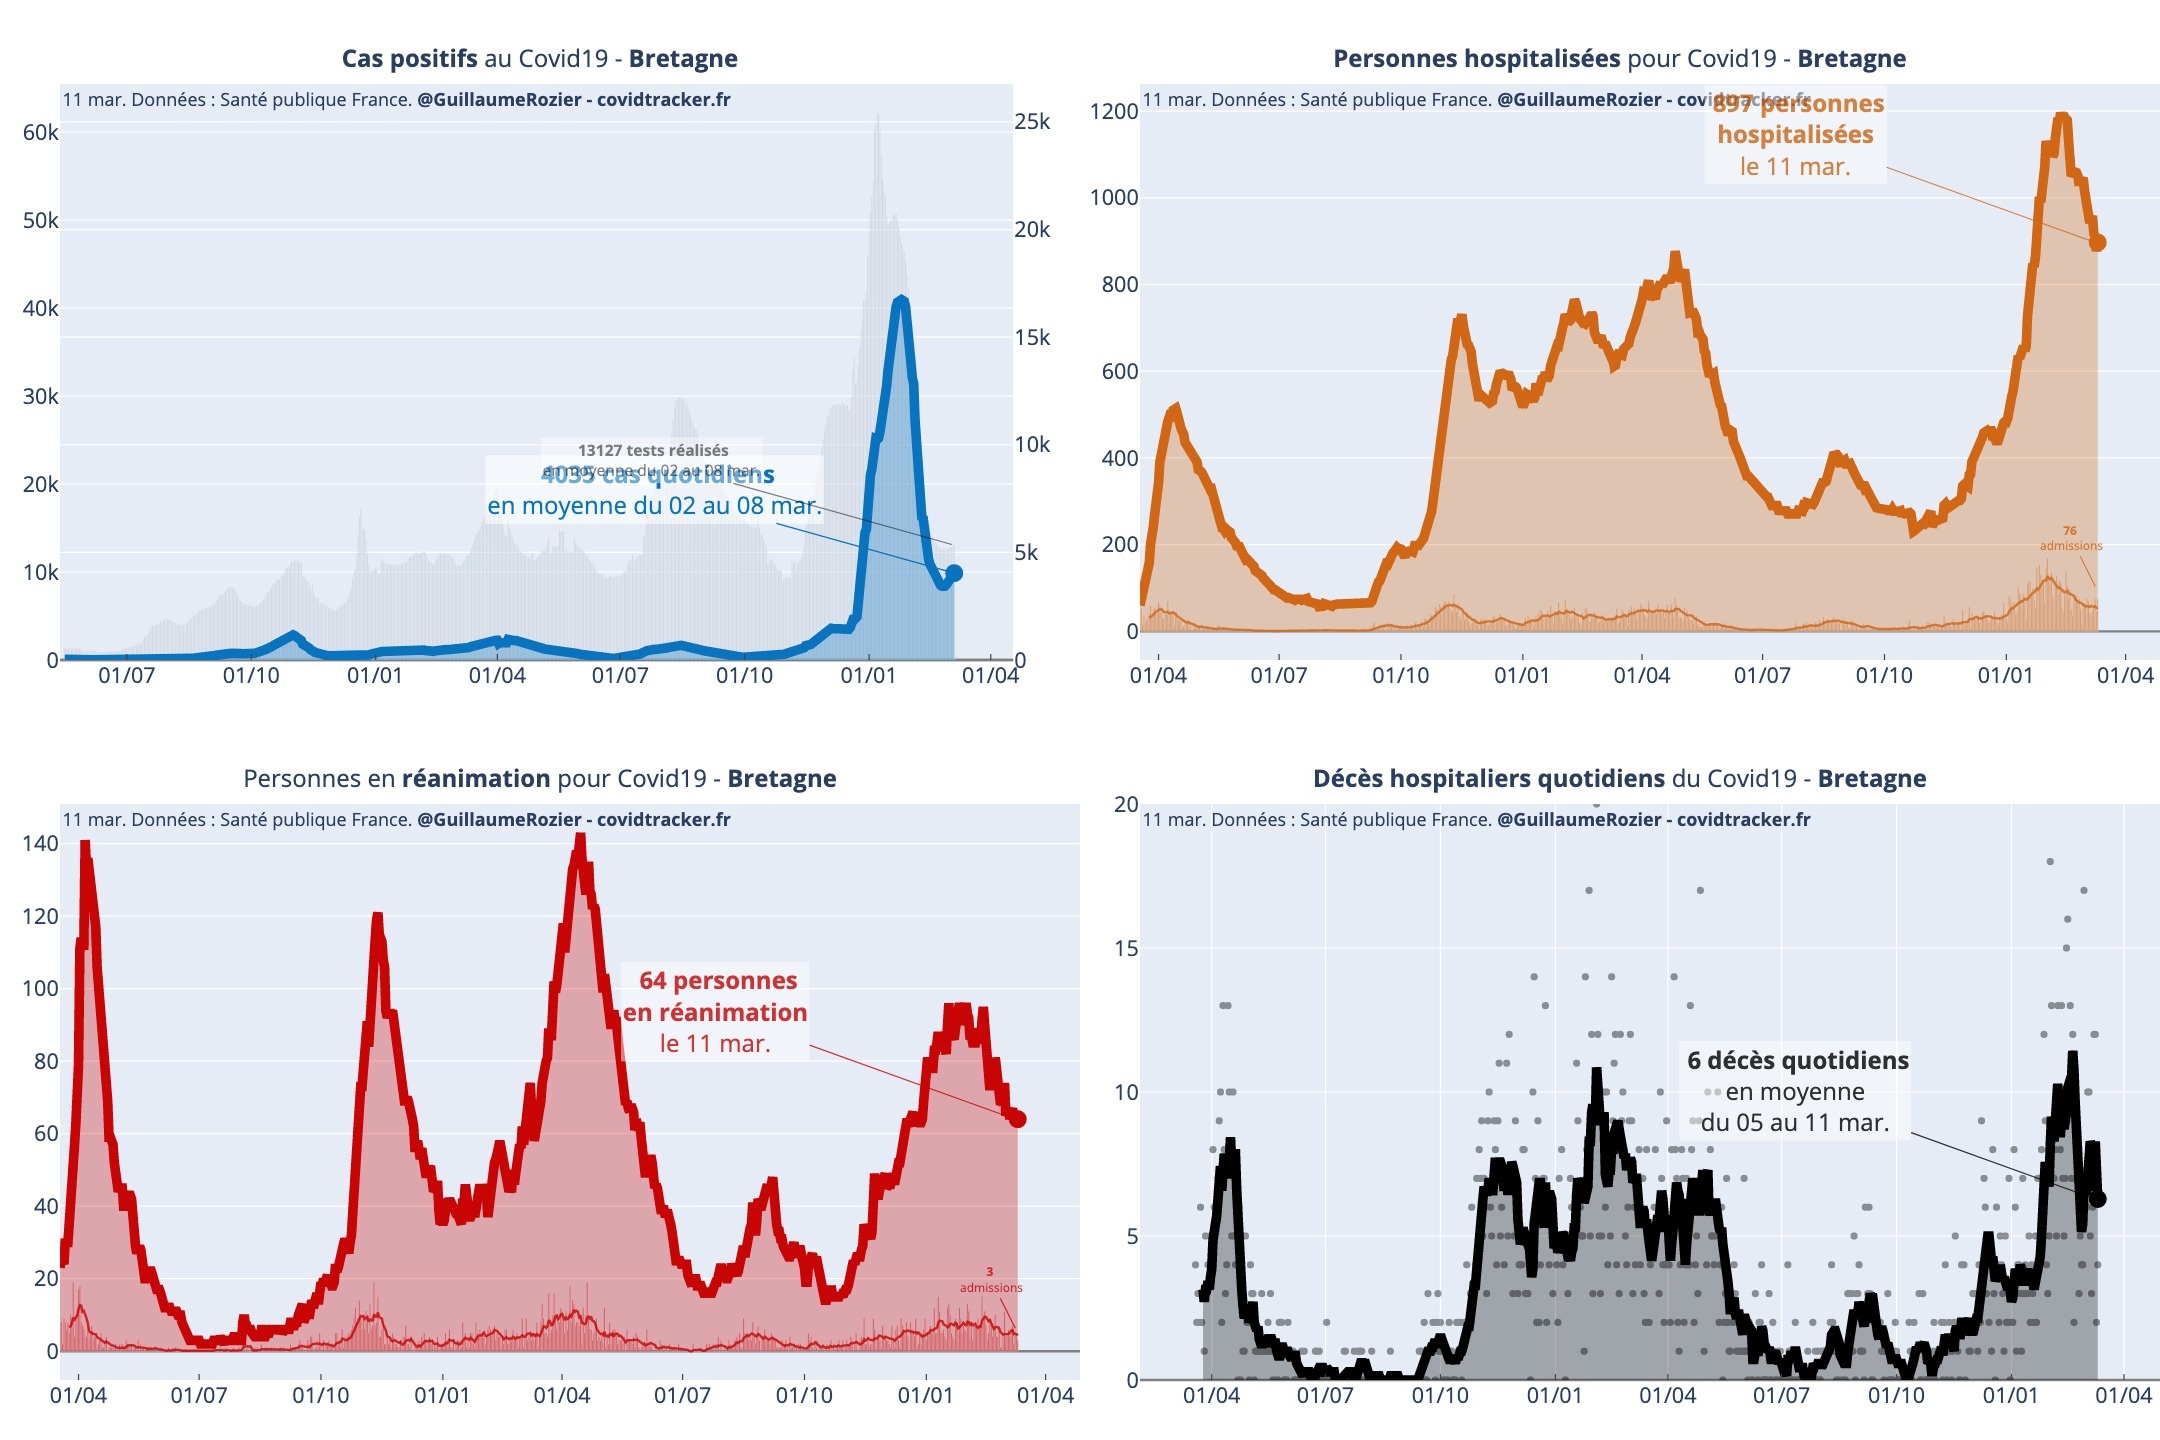 Cas positifs au Covid19 - Bretagne
11 mar. Données : Santé publique France. @GuillaumeRozier - covidtracker.fr
60k
50k
40k
30k
20k
10k
0
25k
20k
15k
10k
5k
0
13127 tests réalisés
en moyenne du 02 au 08 mar.
4035 cas quotidiens
en moyenne du 02 au 08 mar.
01/07 01/10 01/01 01/04 01/07 01/10 01/01 01/04
Personnes hospitalisées pour Covid19 - Bretagne
11 mar. Données : Santé publique France. @GuillaumeRozier - covidtracker.fr
1200
1000
800
600
400
200
0
897 personnes
hospitalisées
le 11 mar.
76
admissions
01/04 01/07 01/10 01/01 01/04 01/07 01/10 01/01 01/04
Personnes en réanimation pour Covid19 - Bretagne
11 mar. Données : Santé publique France. @GuillaumeRozier - covidtracker.fr
140
120
100
80
60
40
20
0
64 personnes
en réanimation
le 11 mar.
3
admissions
01/04 01/07 01/10 01/01 01/04 01/07 01/10 01/01 01/04
Décès hospitaliers quotidiens du Covid19 - Bretagne
11 mar. Données : Santé publique France. @GuillaumeRozier - covidtracker.fr
20
15
10
5
0
6 décès quotidiens
en moyenne
du 05 au 11 mar.
01/04 01/07 01/10 01/01 01/04 01/07 01/10 01/01 01/04